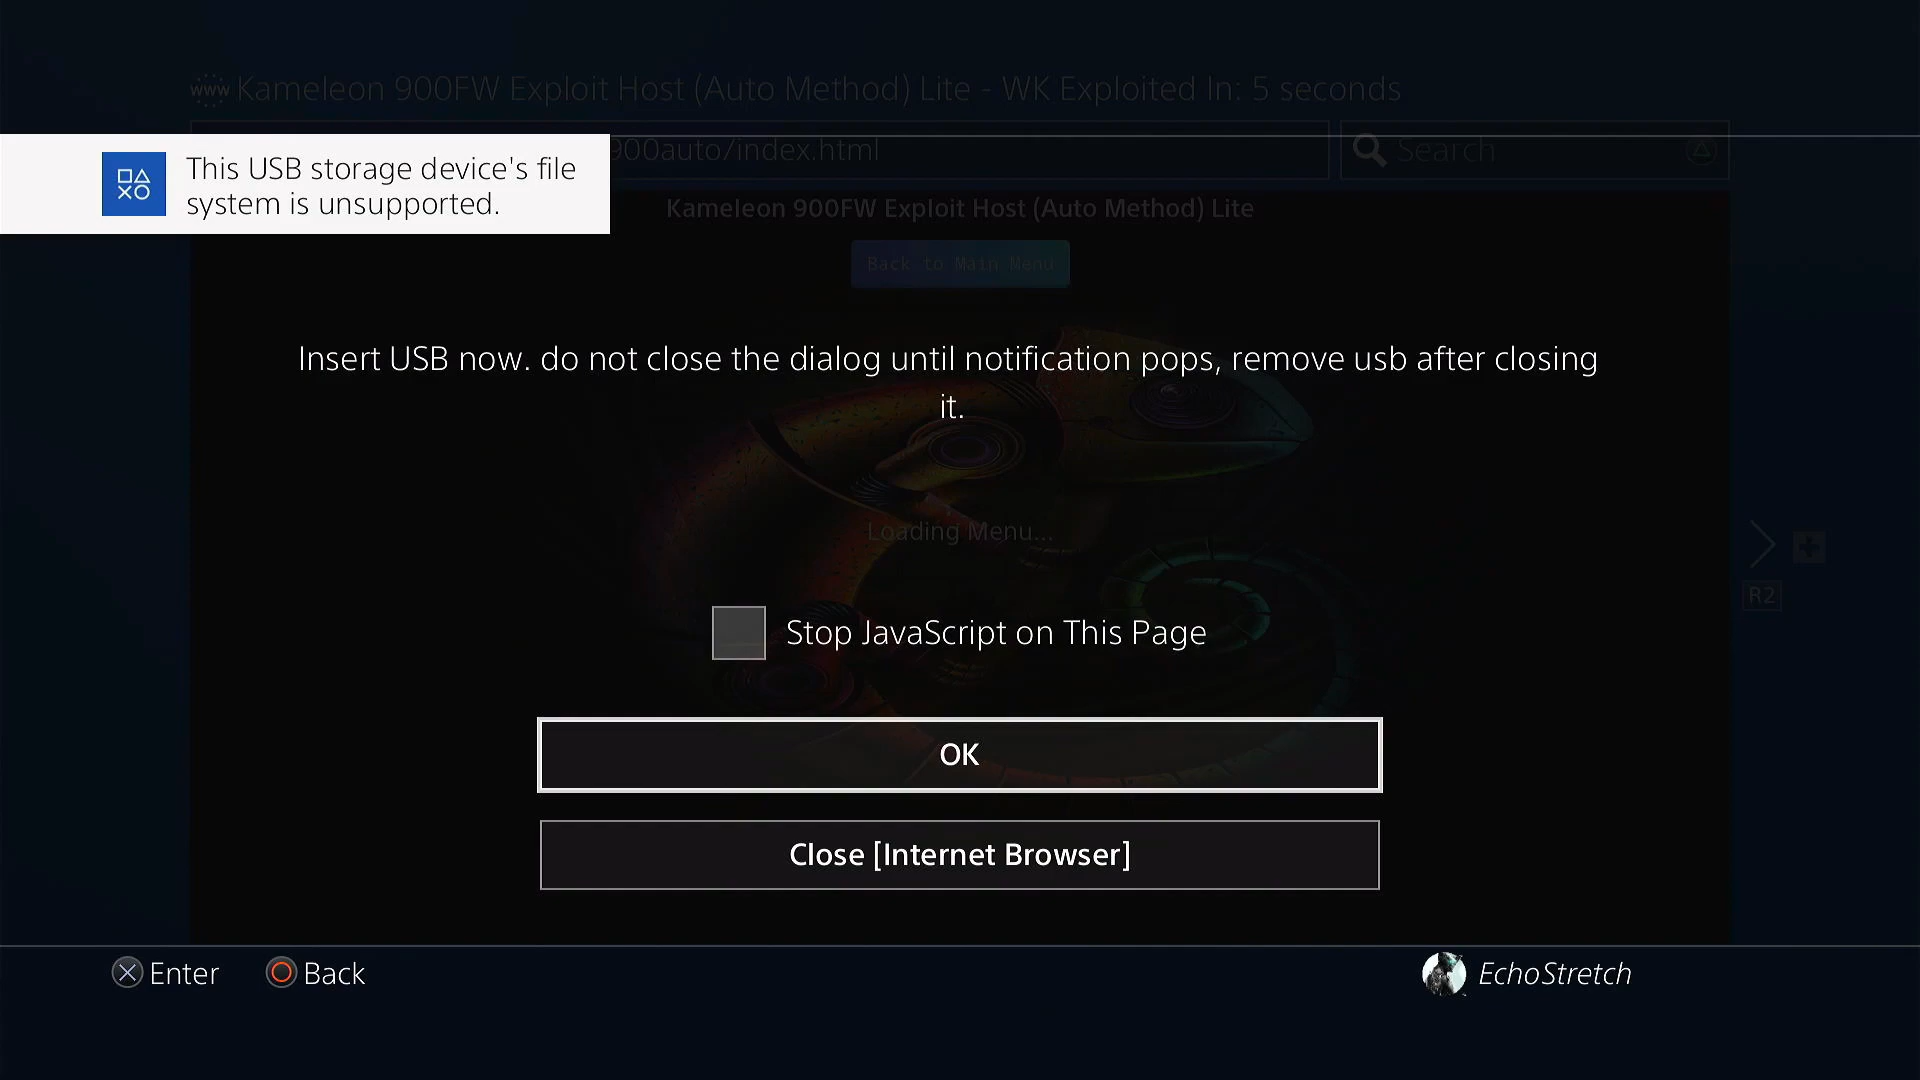 www Kameleon 900FW Exploit Host (Auto Method) Lite - WK Exploited In: 5 seconds
This USB storage device's file
system is unsupported.
900auto/index.html
Search
Kameleon 900FW Exploit Host (Auto Method) Lite
Back to Main Menu
Insert USB now. do not close the dialog until notification pops, remove usb after closing
it.
Loading Menu...
R2
Stop JavaScript on This Page
OK
Close [Internet Browser]
Enter
Back
EchoStretch